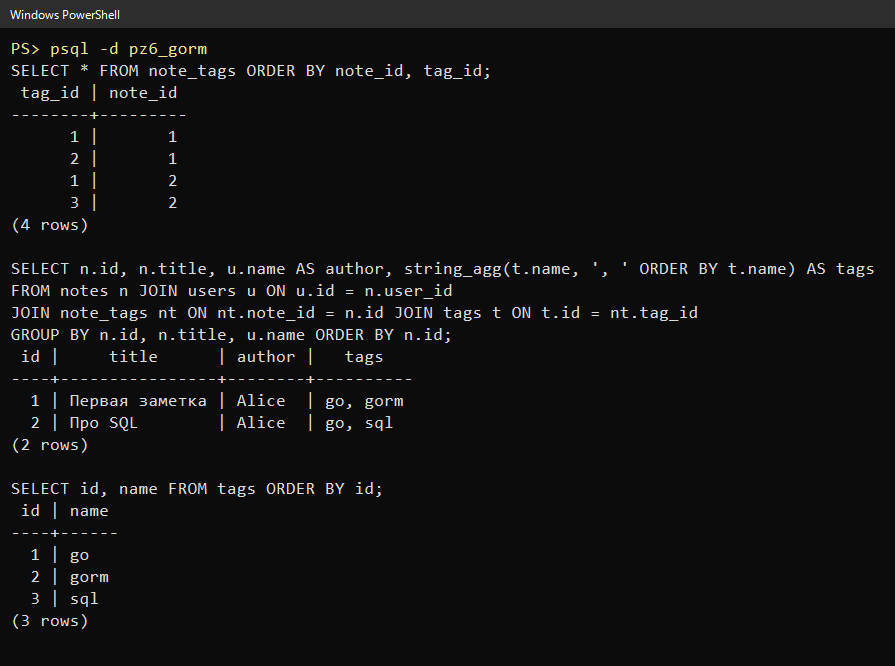 Windows PowerShell
PS> psql -d pz6_gorm
SELECT * FROM note_tags ORDER BY note_id, tag_id;
 tag_id | note_id
--------+---------
      1 |       1
      2 |       1
      1 |       2
      3 |       2
(4 rows)

SELECT n.id, n.title, u.name AS author, string_agg(t.name, ', ' ORDER BY t.name) AS tags
FROM notes n JOIN users u ON u.id = n.user_id
JOIN note_tags nt ON nt.note_id = n.id JOIN tags t ON t.id = nt.tag_id
GROUP BY n.id, n.title, u.name ORDER BY n.id;
 id |     title      | author |   tags
----+----------------+--------+----------
  1 | Первая заметка | Alice  | go, gorm
  2 | Про SQL        | Alice  | go, sql
(2 rows)

SELECT id, name FROM tags ORDER BY id;
 id | name
----+------
  1 | go
  2 | gorm
  3 | sql
(3 rows)